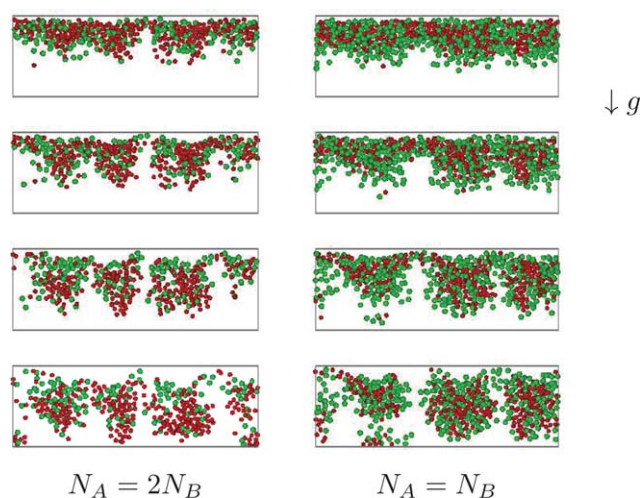 ↓ g
N_A = 2N_B
N_A = N_B